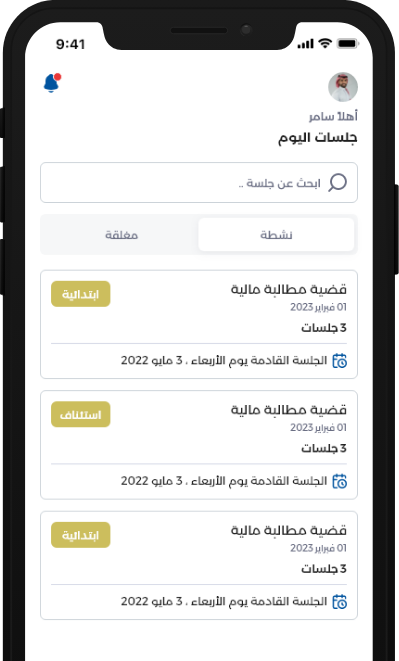 9:41
أهلاً سامر
جلسات اليوم
ابحث عن جلسة ..
نشطة
مغلقة
قضية مطالبة مالية
ابتدائية
01 فبراير 2023
3 جلسات
الجلسة القادمة يوم الأربعاء ، 3 مايو 2022
قضية مطالبة مالية
استئناف
01 فبراير 2023
3 جلسات
الجلسة القادمة يوم الأربعاء ، 3 مايو 2022
قضية مطالبة مالية
ابتدائية
01 فبراير 2023
3 جلسات
الجلسة القادمة يوم الأربعاء ، 3 مايو 2022